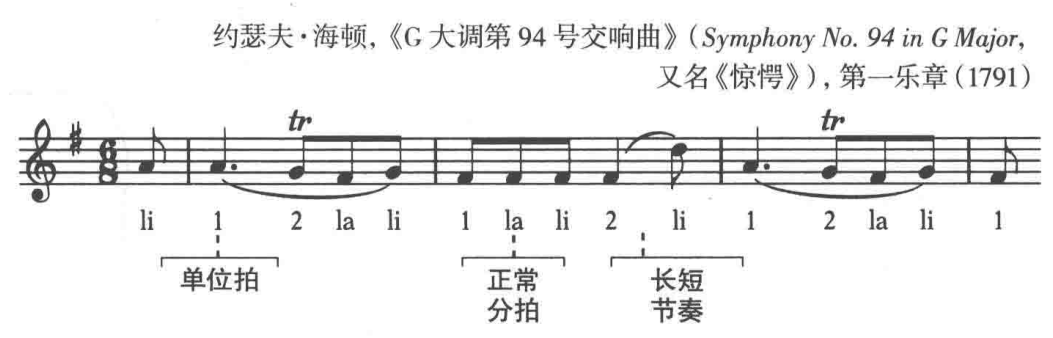 约瑟夫·海顿,《G 大调第 94 号交响曲》(Symphony No. 94 in G Major,
又名《惊愕》), 第一乐章 (1791)
tr tr
6
8
li 1 2 la li 1 la li 2 li 1 2 la li 1
单位拍 正常 长短
分拍 节奏